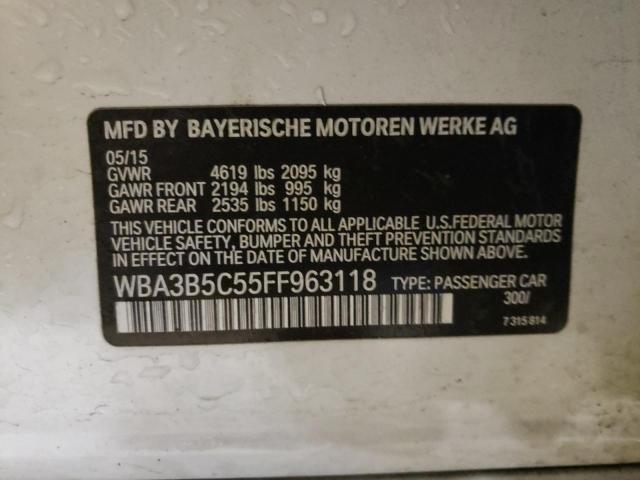 MFD BY BAYERISCHE MOTOREN WERKE AG
05/15
GVWR 4619 lbs 2095 kg
GAWR FRONT 2194 lbs 995 kg
GAWR REAR 2535 lbs 1150 kg
THIS VEHICLE CONFORMS TO ALL APPLICABLE U.S.FEDERAL MOTOR
VEHICLE SAFETY, BUMPER AND THEFT PREVENTION STANDARDS
IN EFFECT ON THE DATE OF MANUFACTURE SHOWN ABOVE.
WBA3B5C55FF963118 TYPE: PASSENGER CAR
300/
7315814